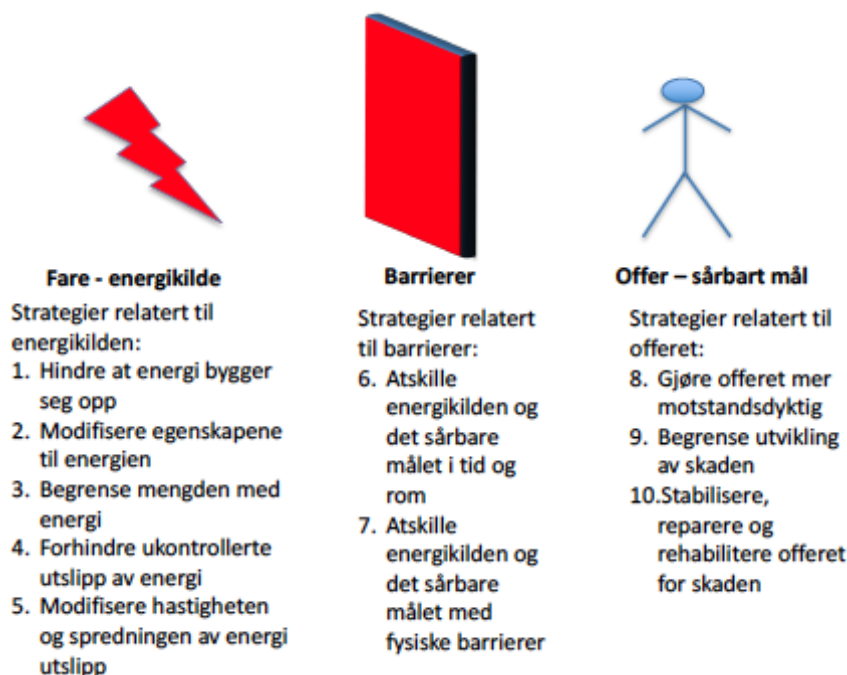 Fare - energikilde
Strategier relatert til
energikilden:
1. Hindre at energi bygger
seg opp
2. Modifisere egenskapene
til energien
3. Begrense mengden med
energi
4. Forhindre ukontrollerte
utslipp av energi
5. Modifisere hastigheten
og spredningen av energi
utslipp
Barrierer
Strategier relatert
til barrierer:
6. Atskille
energikilden og
det sårbare
målet i tid og
rom
7. Atskille
energikilden og
det sårbare
målet med
fysiske barrierer
Offer – sårbart mål
Strategier relatert til
offeret:
8. Gjøre offeret mer
motstandsdyktig
9. Begrense utvikling
av skaden
10.Stabilisere,
reparere og
rehabilitere offeret
for skaden